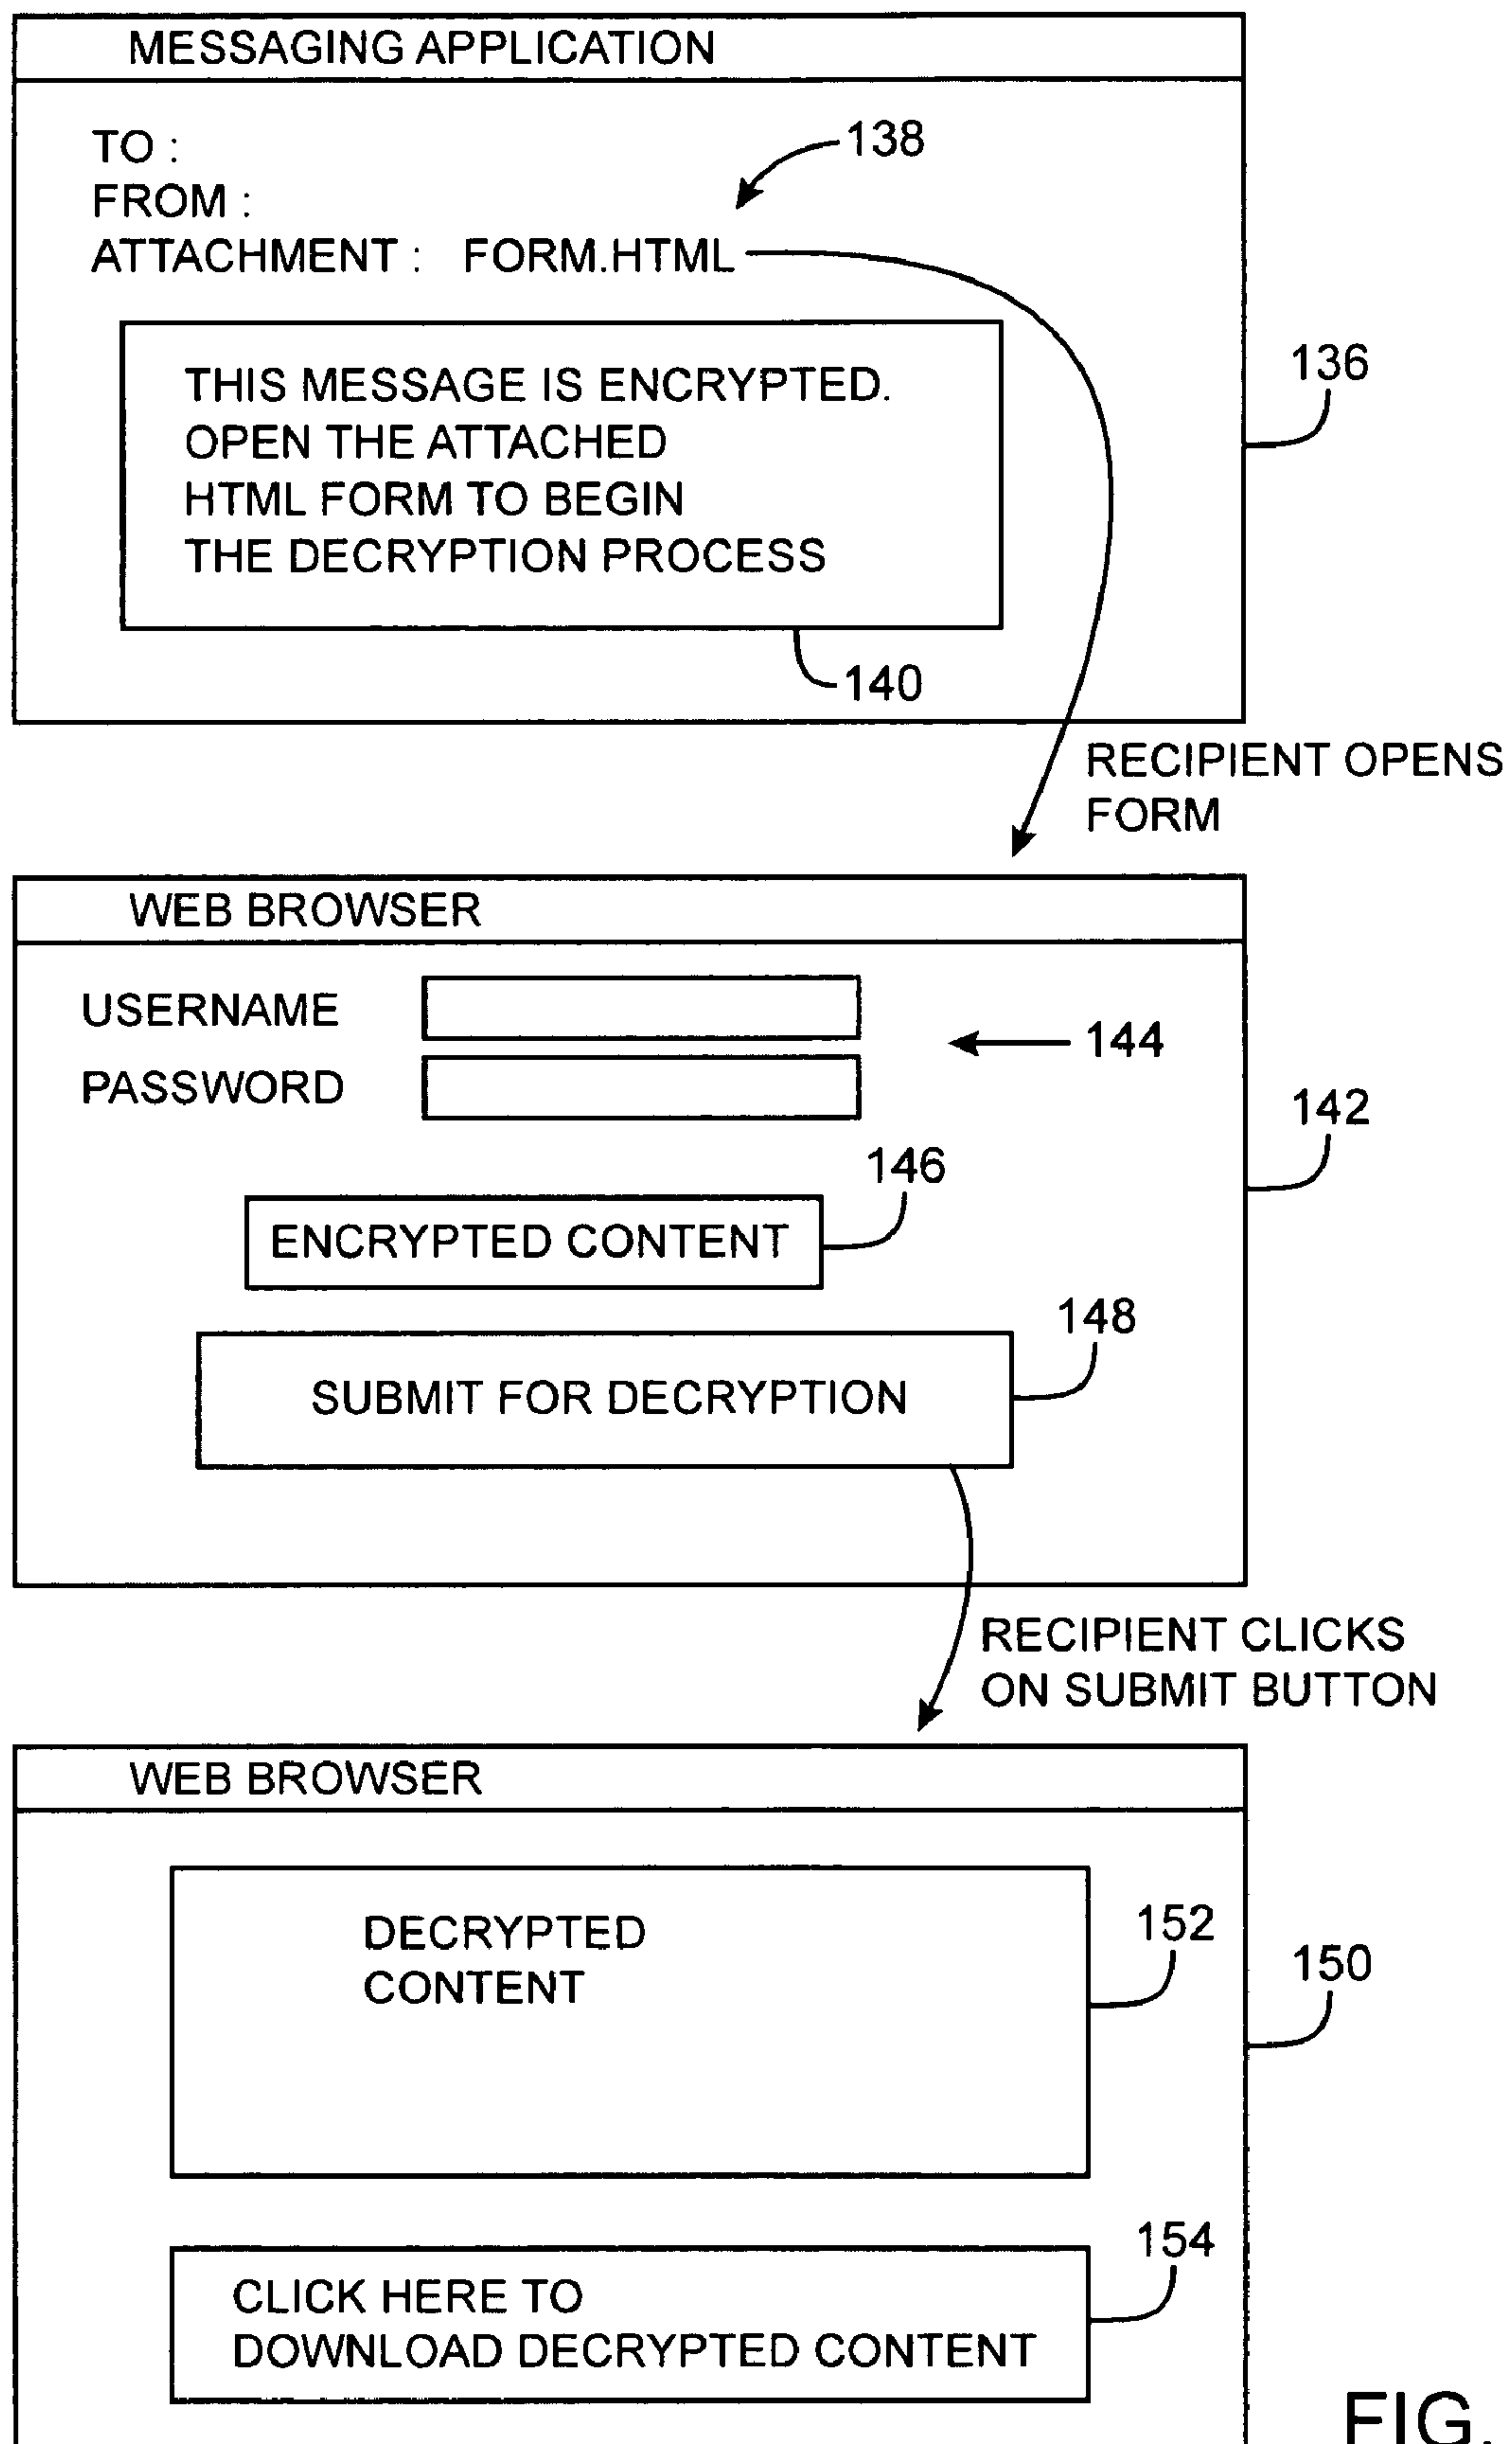 MESSAGING APPLICATION
TO :
138
FROM :
ATTACHMENT : FORM.HTML
THIS MESSAGE IS ENCRYPTED.
OPEN THE ATTACHED
HTML FORM TO BEGIN
THE DECRYPTION PROCESS
136
140
RECIPIENT OPENS
FORM
WEB BROWSER
USERNAME
144
PASSWORD
142
146
ENCRYPTED CONTENT
148
SUBMIT FOR DECRYPTION
RECIPIENT CLICKS
ON SUBMIT BUTTON
WEB BROWSER
DECRYPTED
CONTENT
152
150
154
CLICK HERE TO
DOWNLOAD DECRYPTED CONTENT
FIG.